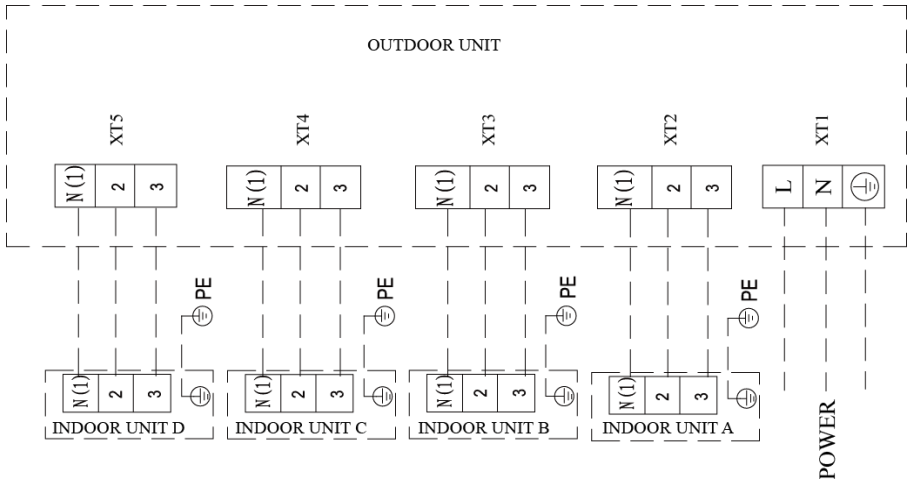 OUTDOOR UNIT
XT5
XT4
XT3
XT2
XT1
N(1) 2 3
N(1) 2 3
N(1) 2 3
N(1) 2 3
L N
PE
PE
PE
PE
N(1) 2 3
N(1) 2 3
N(1) 2 3
N(1) 2 3
INDOOR UNIT D
INDOOR UNIT C
INDOOR UNIT B
INDOOR UNIT A
POWER